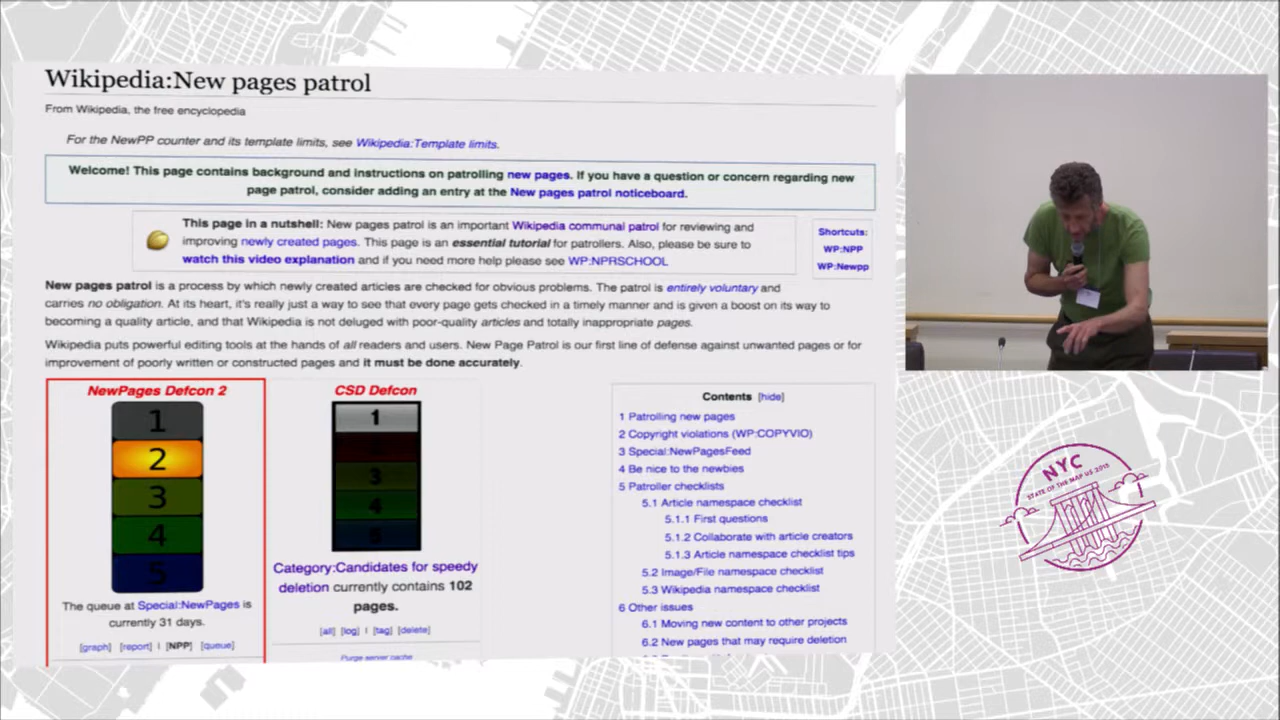 Wikipedia:New pages patrol
From Wikipedia, the free encyclopedia
For the NewPP counter and its template limits, see Wikipedia:Template limits.
Welcome! This page contains background and instructions on patrolling new pages. If you have a question or concern regarding new
page patrol, consider adding an entry at the New pages patrol noticeboard.
This page in a nutshell: New pages patrol is an important Wikipedia communal patrol for reviewing and
improving newly created pages. This page is an essential tutorial for patrollers. Also, please be sure to
watch this video explanation and if you need more help please see WP:NPRSCHOOL
Shortcuts:
WP:NPP
WP:Newpp
New pages patrol is a process by which newly created articles are checked for obvious problems. The patrol is entirely voluntary and
carries no obligation. At its heart, it's really just a way to see that every page gets checked in a timely manner and is given a boost on its way to
becoming a quality article, and that Wikipedia is not deluged with poor-quality articles and totally inappropriate pages.
Wikipedia puts powerful editing tools at the hands of all readers and users. New Page Patrol is our first line of defense against unwanted pages or for
improvement of poorly written or constructed pages and it must be done accurately.
NewPages Defcon 2
1
2
3
4
5
The queue at Special:NewPages is
currently 31 days.
[graph] [report] | [NPP] [queue]
CSD Defcon
1
3
4
5
Category:Candidates for speedy
deletion currently contains 102
pages.
[all] [log] | [tag] [delete]
Purge server cache
Contents [hide]
1 Patrolling new pages
2 Copyright violations (WP:COPYVIO)
3 Special:NewPagesFeed
4 Be nice to the newbies
5 Patroller checklists
5.1 Article namespace checklist
5.1.1 First questions
5.1.2 Collaborate with article creators
5.1.3 Article namespace checklist tips
5.2 Image/File namespace checklist
5.3 Wikipedia namespace checklist
6 Other issues
6.1 Moving new content to other projects
6.2 New pages that may require deletion
NYC
STATE OF THE MAP US 2015